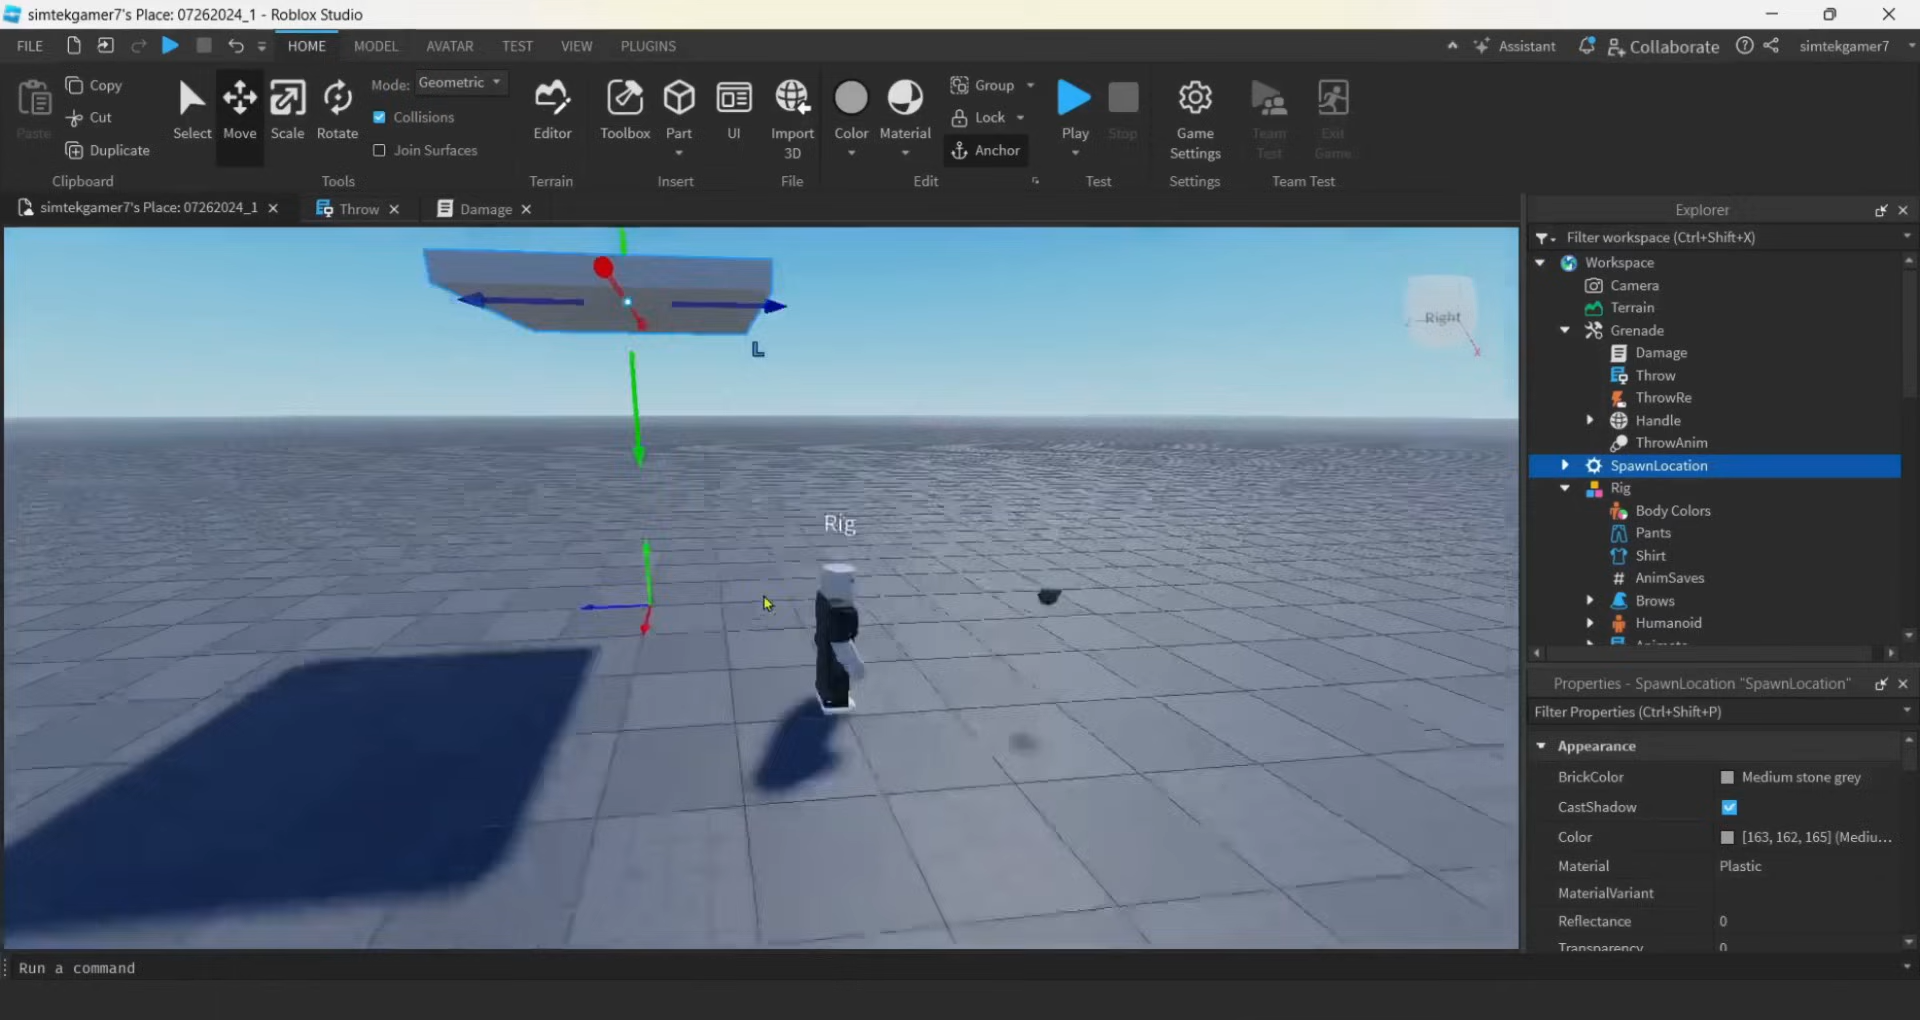 simtekgamer7's Place: 07262024_1 - Roblox Studio
FILE HOME MODEL AVATAR TEST VIEW PLUGINS Assistant Collaborate simtekgamer7
Paste Copy Cut Duplicate
Clipboard
Select Move Scale Rotate
Mode: Geometric
Collisions
Join Surfaces
Tools
Editor
Terrain
Toolbox Part UI
Insert
Import
3D
File
Color Material
Group
Lock
Anchor
Edit
Play Stop
Test
Game
Settings
Settings
Team
Test
Exit
Game
Team Test
simtekgamer7's Place: 07262024_1 Throw Damage
Right
X
L
Rig
Explorer
Filter workspace (Ctrl+Shift+X)
Workspace
Camera
Terrain
Grenade
Damage
Throw
ThrowRe
Handle
ThrowAnim
SpawnLocation
Rig
Body Colors
Pants
Shirt
AnimSaves
Brows
Humanoid
Properties - SpawnLocation "SpawnLocation"
Filter Properties (Ctrl+Shift+P)
Appearance
BrickColor Medium stone grey
CastShadow
Color [163, 162, 165] (Mediu...
Material Plastic
MaterialVariant
Reflectance 0
Transparency 0
Run a command